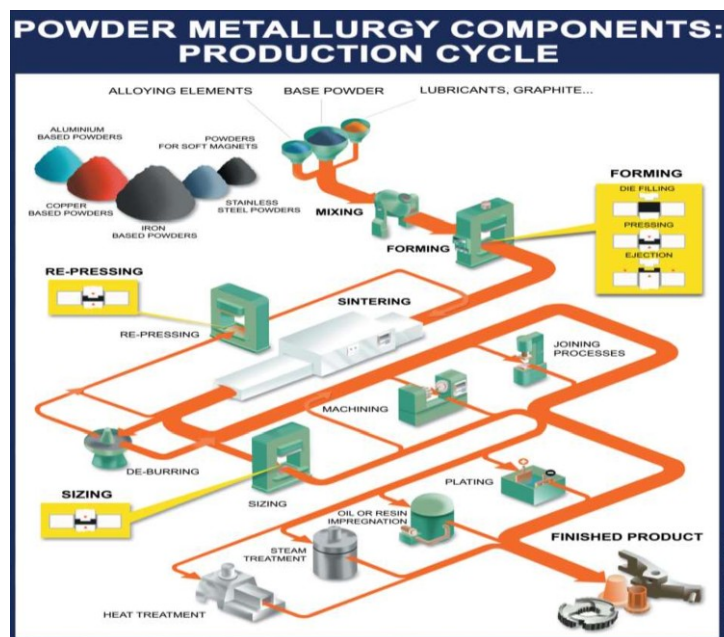 POWDER METALLURGY COMPONENTS:
PRODUCTION CYCLE
ALLOYING ELEMENTS
BASE POWDER
LUBRICANTS, GRAPHITE...
ALUMINIUM
BASED POWDERS
POWDERS
FOR SOFT MAGNETS
COPPER
BASED POWDERS
IRON
BASED POWDERS
STAINLESS
STEEL POWDERS
MIXING
FORMING
FORMING
DIE FILLING
PRESSING
EJECTION
RE-PRESSING
RE-PRESSING
SINTERING
JOINING
PROCESSES
MACHINING
DE-BURRING
SIZING
SIZING
PLATING
OIL OR RESIN
IMPREGNATION
STEAM
TREATMENT
HEAT TREATMENT
FINISHED PRODUCT